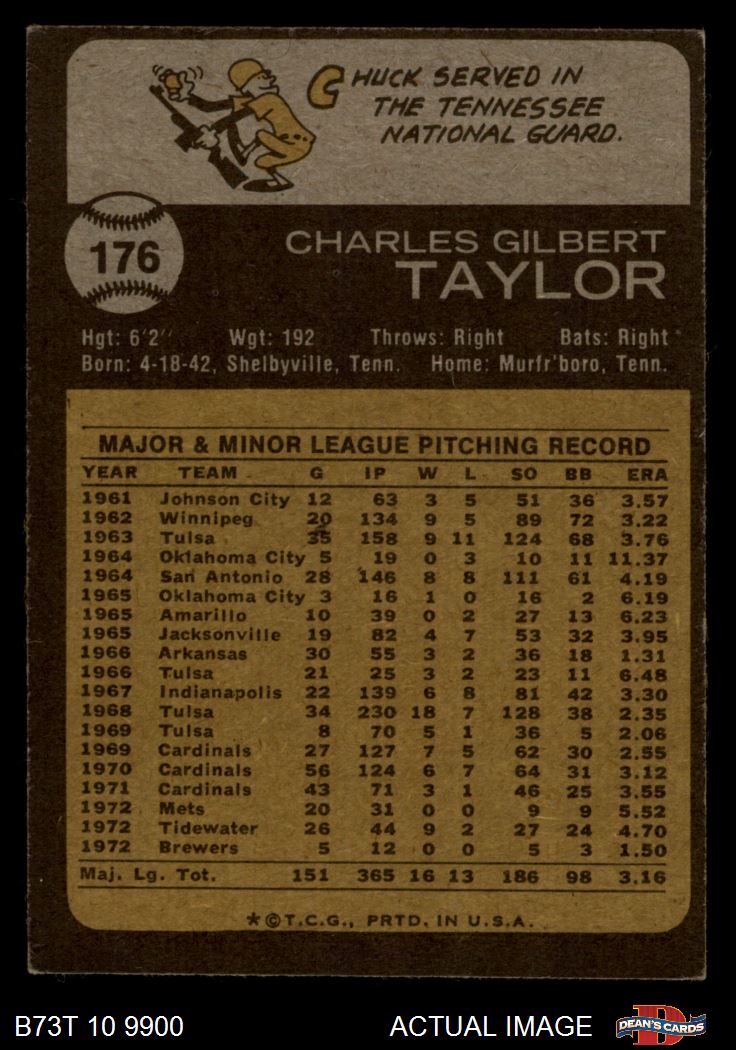 CHUCK SERVED IN
THE TENNESSEE
NATIONAL GUARD.
176
CHARLES GILBERT
TAYLOR
Hgt: 6'2" Wgt: 192 Throws: Right Bats: Right
Born: 4-18-42, Shelbyville, Tenn. Home: Murfr'boro, Tenn.
MAJOR & MINOR LEAGUE PITCHING RECORD
YEAR TEAM G IP W L SO BB ERA
1961 Johnson City 12 63 3 5 51 36 3.57
1962 Winnipeg 20 134 9 5 89 72 3.22
1963 Tulsa 35 158 9 11 124 68 3.76
1964 Oklahoma City 5 19 0 3 10 11 11.37
1964 San Antonio 28 146 8 8 111 61 4.19
1965 Oklahoma City 3 16 1 0 16 2 6.19
1965 Amarillo 10 39 0 2 27 13 6.23
1965 Jacksonville 19 82 4 7 53 32 3.95
1966 Arkansas 30 55 3 2 36 18 1.31
1966 Tulsa 21 25 3 2 23 11 6.48
1967 Indianapolis 22 139 6 8 81 42 3.30
1968 Tulsa 34 230 18 7 128 38 2.35
1969 Tulsa 8 70 5 1 36 5 2.06
1969 Cardinals 27 127 7 5 62 30 2.55
1970 Cardinals 56 124 6 7 64 31 3.12
1971 Cardinals 43 71 3 1 46 25 3.55
1972 Mets 20 31 0 0 9 9 5.52
1972 Tidewater 26 44 9 2 27 24 4.70
1972 Brewers 5 12 0 0 5 3 1.50
Maj. Lg. Tot. 151 365 16 13 186 98 3.16
*©T.C.G., PRTD. IN U.S.A.
B73T 10 9900 ACTUAL IMAGE
D
DEAN'S CARDS